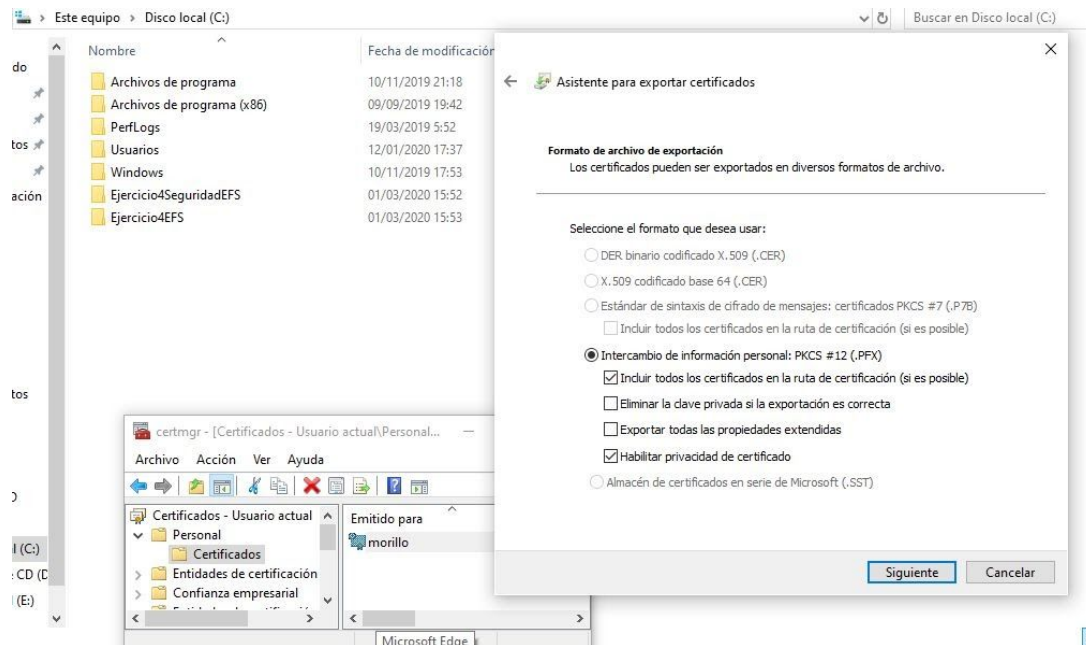 Este equipo > Disco local (C:)
Buscar en Disco local (C:)
do
tos
ación
tos
l (C:)
CD (D
(E:)
Nombre
Fecha de modificación
Archivos de programa 10/11/2019 21:18
Archivos de programa (x86) 09/09/2019 19:42
PerfLogs 19/03/2019 5:52
Usuarios 12/01/2020 17:37
Windows 10/11/2019 17:53
Ejercicio4SeguridadEFS 01/03/2020 15:52
Ejercicio4EFS 01/03/2020 15:53
Asistente para exportar certificados
Formato de archivo de exportación
Los certificados pueden ser exportados en diversos formatos de archivo.
Seleccione el formato que desea usar:
DER binario codificado X.509 (.CER)
X.509 codificado base 64 (.CER)
Estándar de sintaxis de cifrado de mensajes: certificados PKCS #7 (.P7B)
Incluir todos los certificados en la ruta de certificación (si es posible)
Intercambio de información personal: PKCS #12 (.PFX)
Incluir todos los certificados en la ruta de certificación (si es posible)
Eliminar la clave privada si la exportación es correcta
Exportar todas las propiedades extendidas
Habilitar privacidad de certificado
Almacén de certificados en serie de Microsoft (.SST)
Siguiente Cancelar
certmgr - [Certificados - Usuario actual\Personal...
Archivo Acción Ver Ayuda
Certificados - Usuario actual
Personal
Certificados
Entidades de certificación
Confianza empresarial
Emitido para
morillo
Microsoft Edge